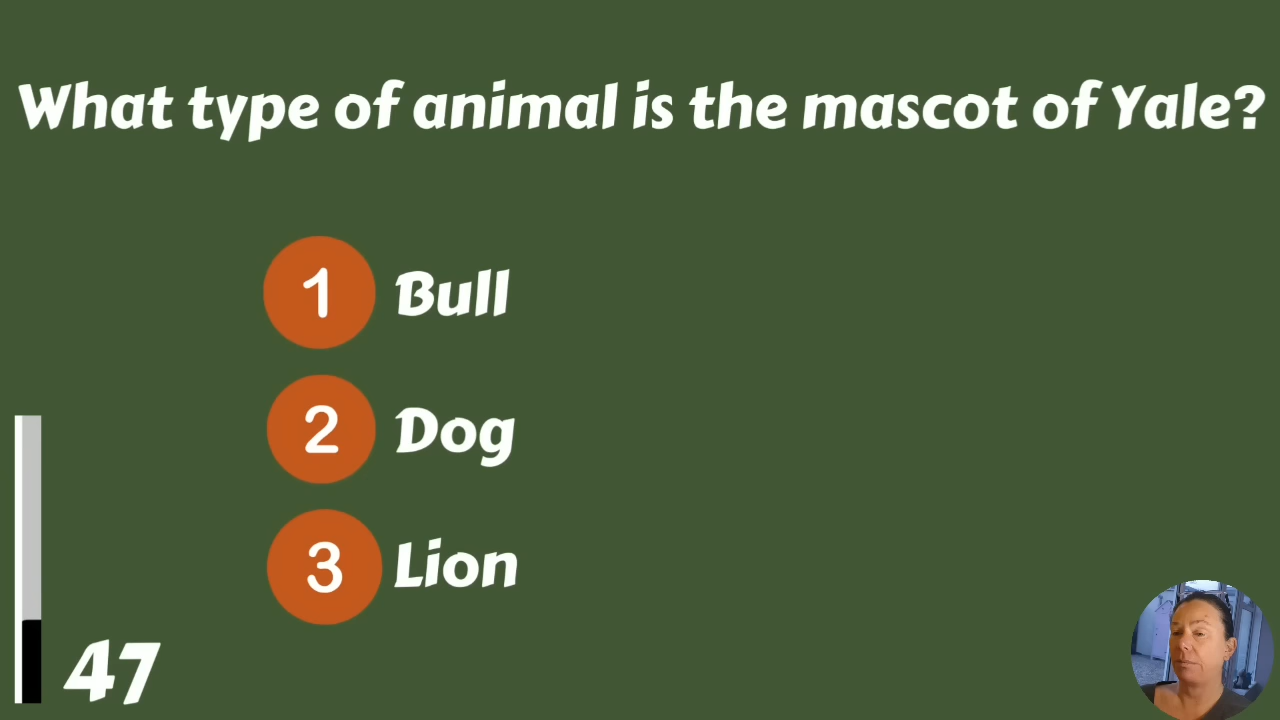 What type of animal is the mascot of Yale?
1 Bull
2 Dog
3 Lion
47